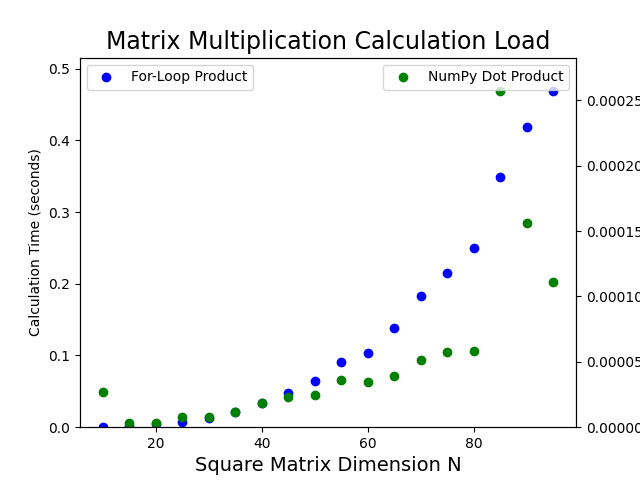 Matrix Multiplication Calculation Load
For-Loop Product
NumPy Dot Product
Calculation Time (seconds)
0.5
0.4
0.3
0.2
0.1
0.0
0.00025
0.00020
0.00015
0.00010
0.00005
0.00000
20 40 60 80
Square Matrix Dimension N